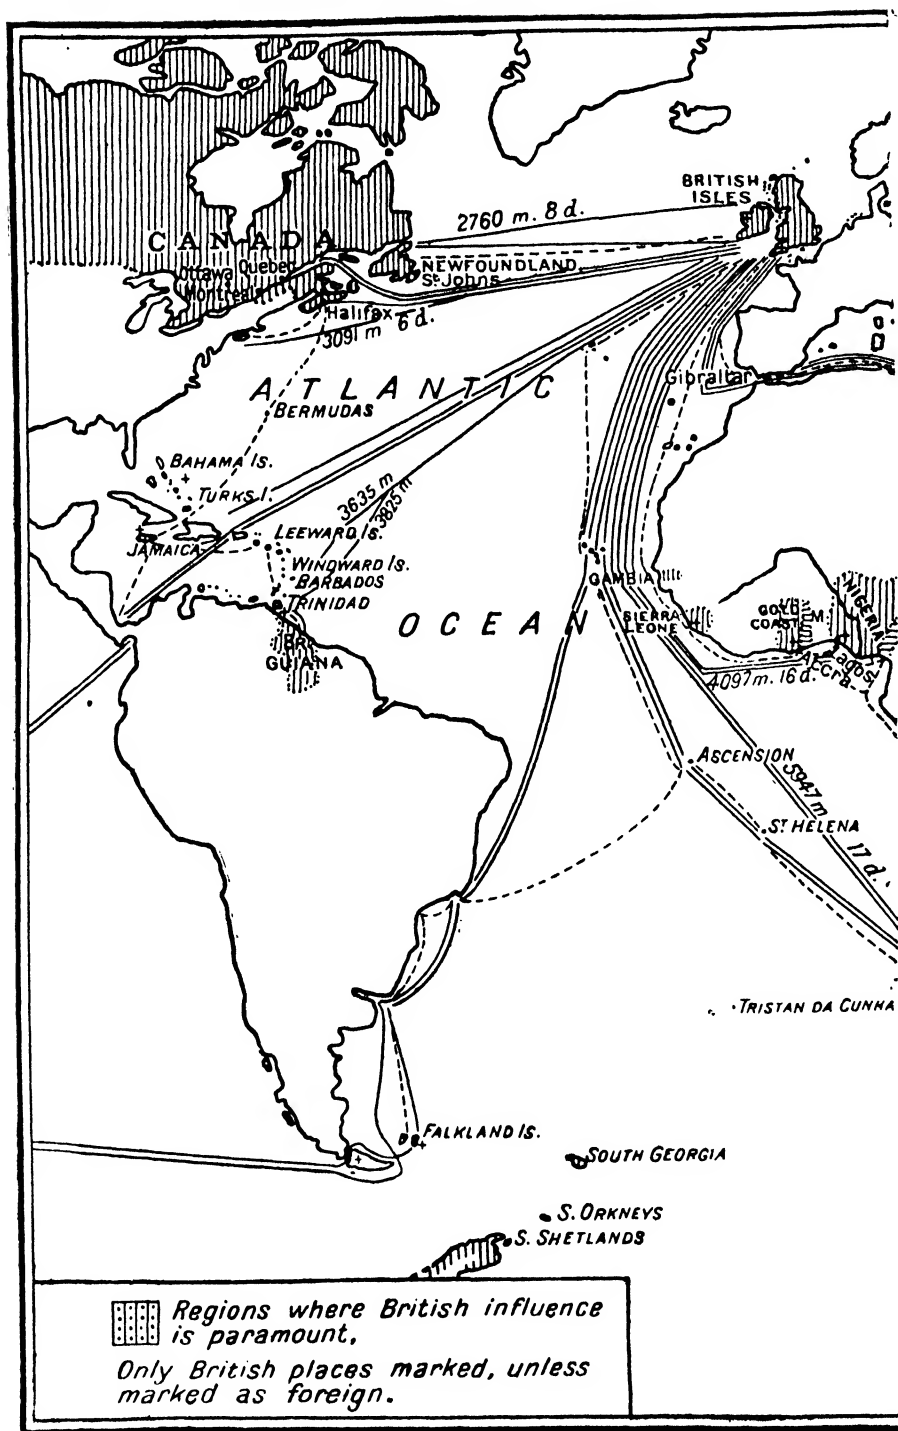 BRITISH
ISLES
2760 m. 8 d.
CANADA
Ottawa Quebec
Montreal
NEWFOUNDLAND
St Johns
Halifax
3091 m 6 d.
Gibraltar
ATLANTIC
BERMUDAS
BAHAMA Is.
TURKS I.
3635 m
3825 m
JAMAICA
LEEWARD Is.
WINDWARD Is.
BARBADOS
TRINIDAD
GAMBIA
SIERRA
LEONE
GOLD
COAST
NIGERIA
OCEAN
BR.
GUIANA
Lagos
Accra
4097 m. 16 d.
ASCENSION
5947 m 17 d.
ST HELENA
TRISTAN DA CUNHA
FALKLAND Is.
SOUTH GEORGIA
S. ORKNEYS
S. SHETLANDS
Regions where British influence
is paramount,
Only British places marked, unless
marked as foreign.